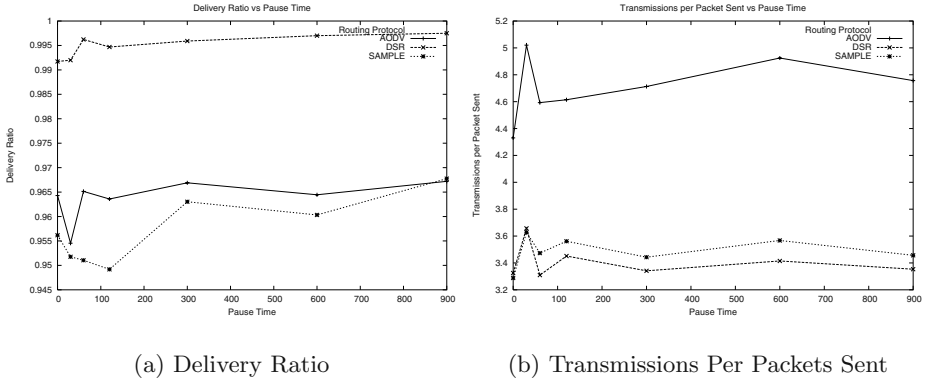 Delivery Ratio vs Pause Time
Routing Protocol
AODV
DSR
SAMPLE
1
0.995
0.99
0.985
0.98
0.975
0.97
0.965
0.96
0.955
0.95
0.945
Delivery Ratio
0 100 200 300 400 500 600 700 800 900
Pause Time
(a) Delivery Ratio
Transmissions per Packet Sent vs Pause Time
Routing Protocol
AODV
DSR
SAMPLE
5.2
5
4.8
4.6
4.4
4.2
4
3.8
3.6
3.4
3.2
Transmissions per Packet Sent
0 100 200 300 400 500 600 700 800 900
Pause Time
(b) Transmissions Per Packets Sent